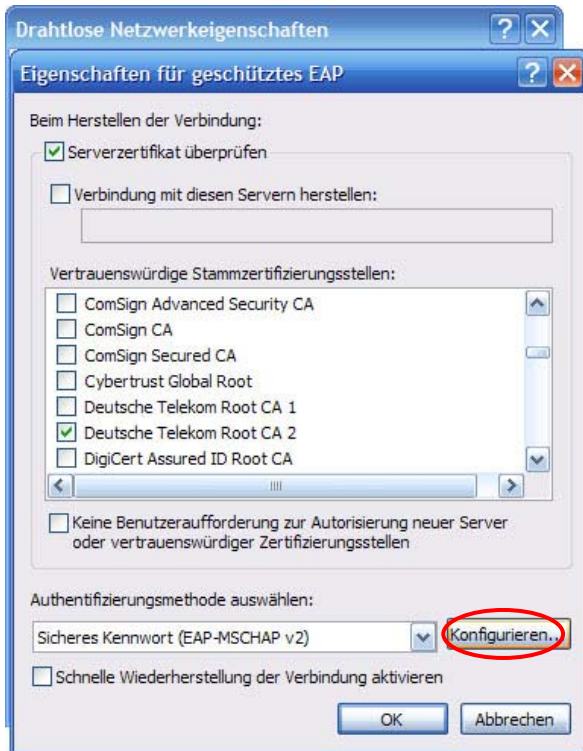 Drahtlose Netzwerkeigenschaften
Eigenschaften für geschütztes EAP
Beim Herstellen der Verbindung:
Serverzertifikat überprüfen
Verbindung mit diesen Servern herstellen:
Vertrauenswürdige Stammzertifizierungsstellen:
ComSign Advanced Security CA
ComSign CA
ComSign Secured CA
Cybertrust Global Root
Deutsche Telekom Root CA 1
Deutsche Telekom Root CA 2
DigiCert Assured ID Root CA
Keine Benutzeraufforderung zur Autorisierung neuer Server
oder vertrauenswürdiger Zertifizierungsstellen
Authentifizierungsmethode auswählen:
Sicheres Kennwort (EAP-MSCHAP v2)
Konfigurieren...
Schnelle Wiederherstellung der Verbindung aktivieren
OK
Abbrechen